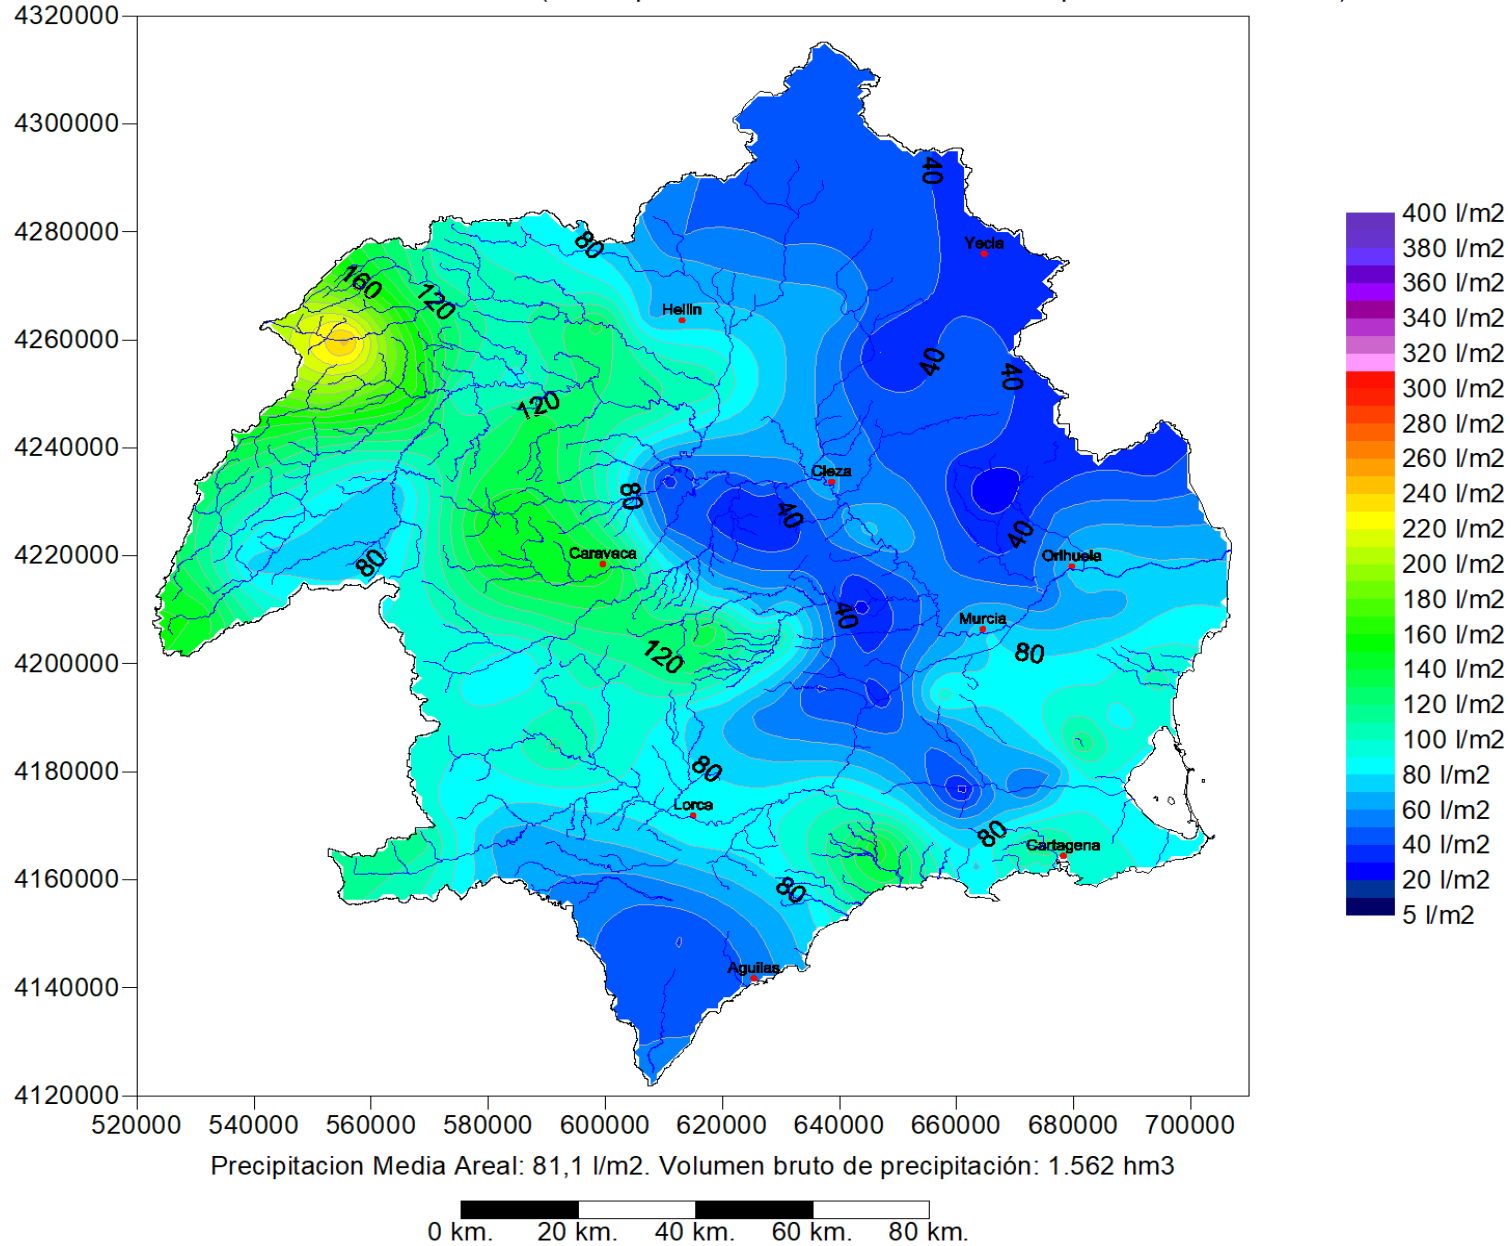 4320000
4300000
4280000
4260000
4240000
4220000
4200000
4180000
4160000
4140000
4120000
520000 540000 560000 580000 600000 620000 640000 660000 680000 700000
40
80
Yecla
160
120
Hellin
40
40
120
Cieza
80
40
40
Caravaca
80
Orihuela
40
Murcia
120
80
80
Lorca
80
Cartagena
80
Aguilas
400 l/m2
380 l/m2
360 l/m2
340 l/m2
320 l/m2
300 l/m2
280 l/m2
260 l/m2
240 l/m2
220 l/m2
200 l/m2
180 l/m2
160 l/m2
140 l/m2
120 l/m2
100 l/m2
80 l/m2
60 l/m2
40 l/m2
20 l/m2
5 l/m2
Precipitacion Media Areal: 81,1 l/m2. Volumen bruto de precipitación: 1.562 hm3
0 km. 20 km. 40 km. 60 km. 80 km.